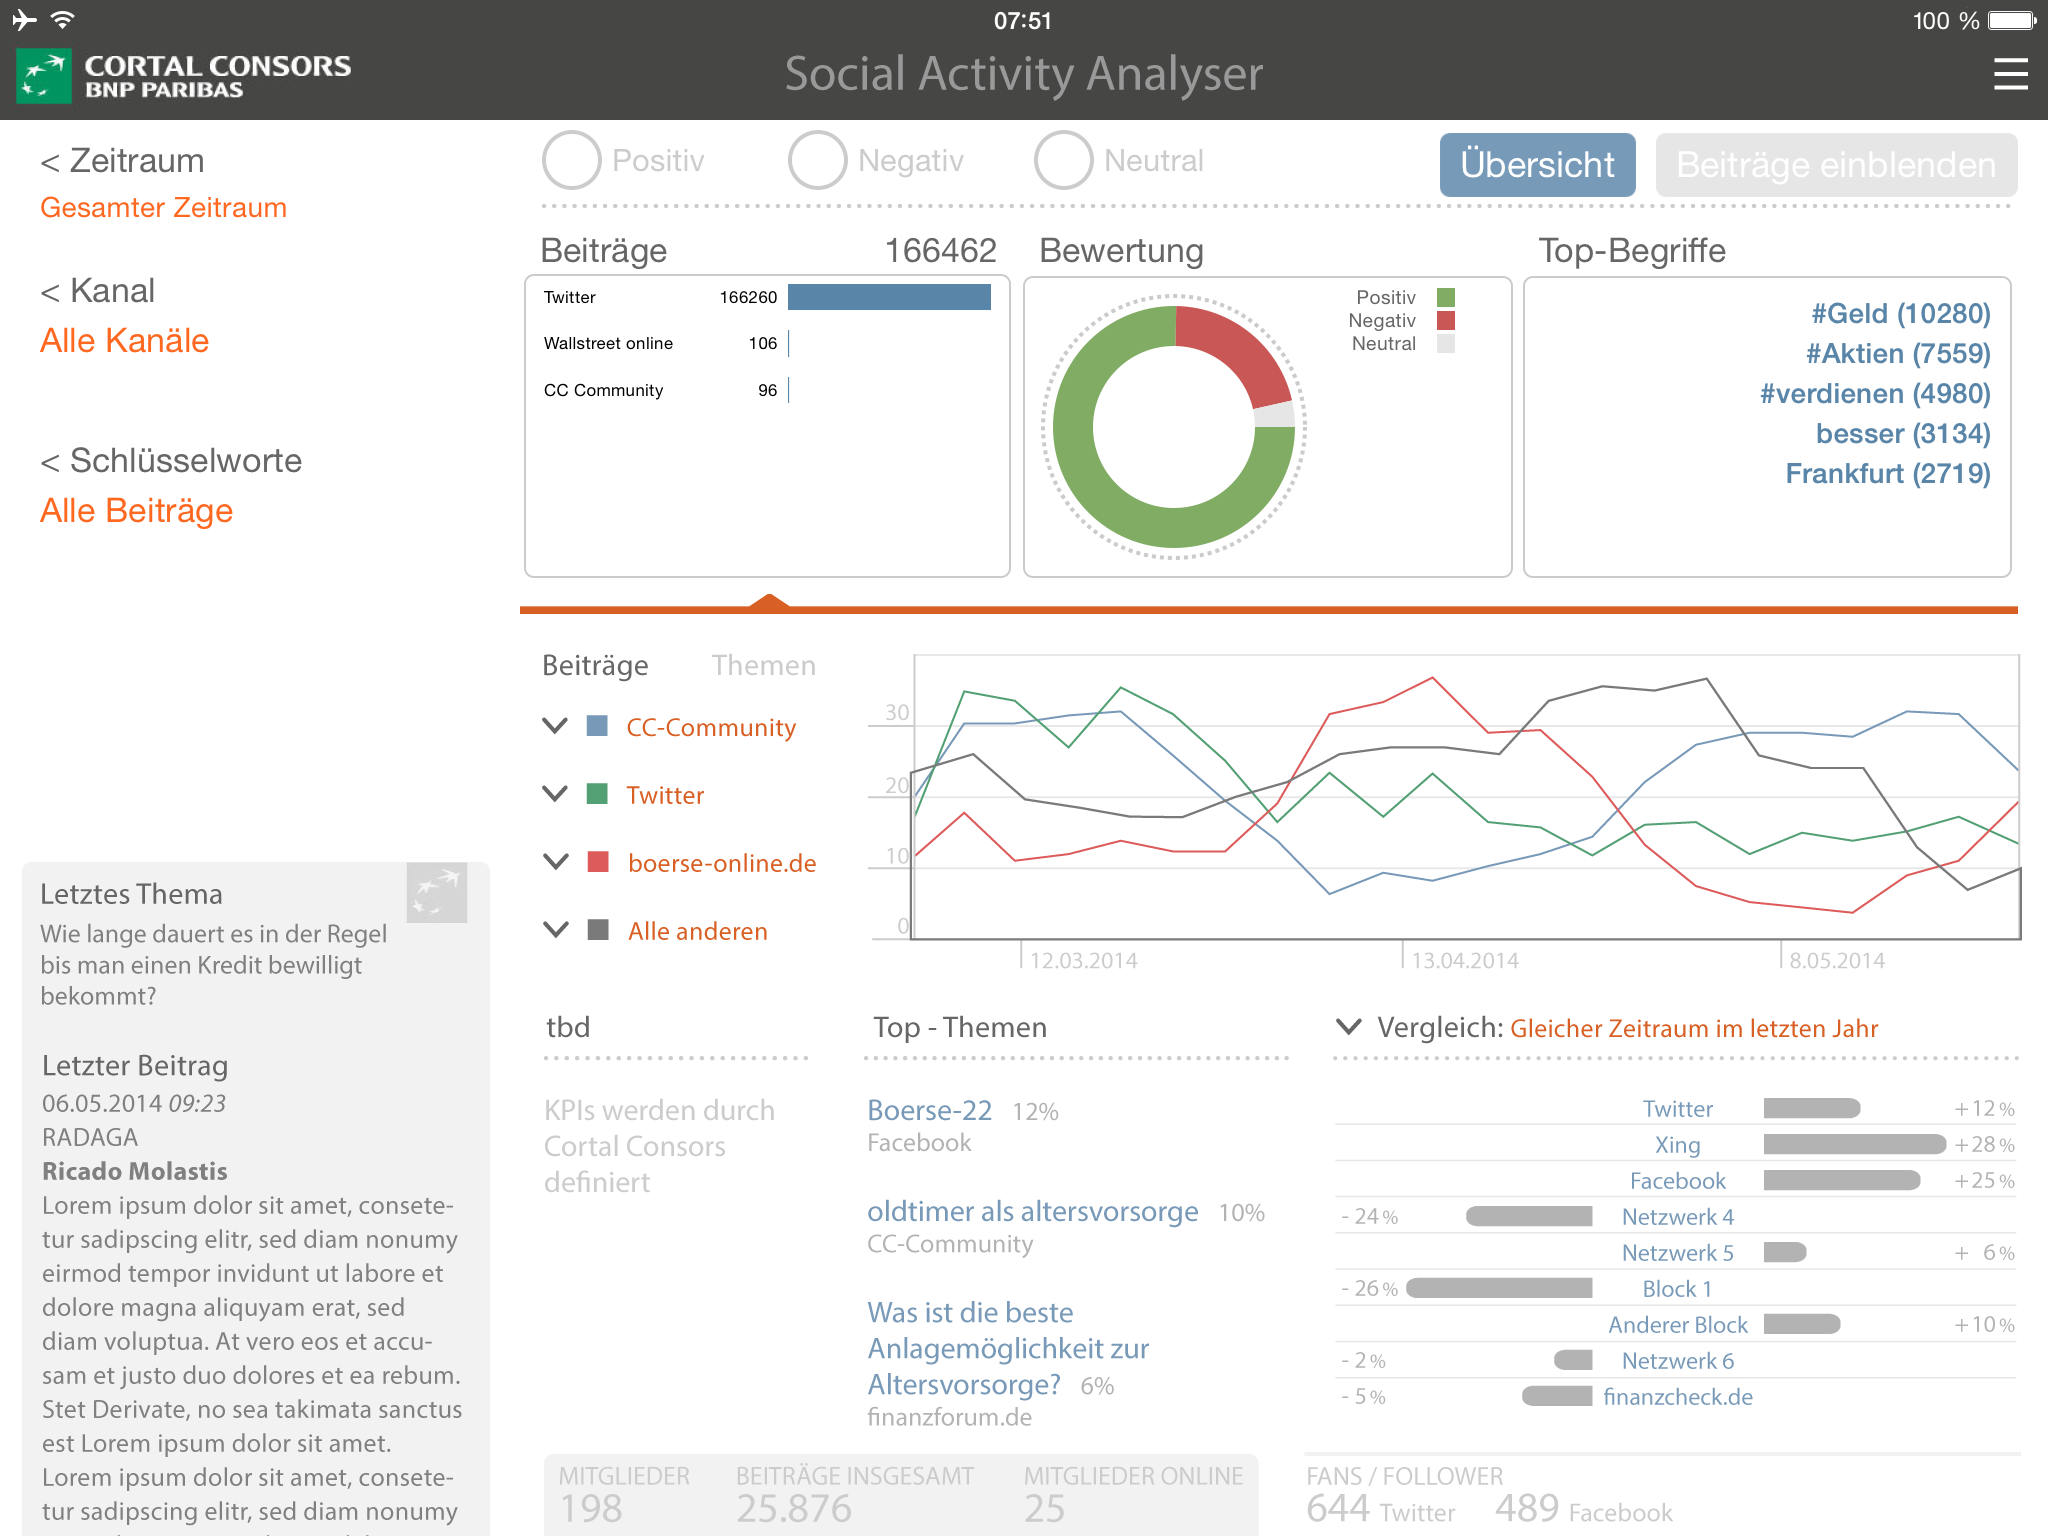 07:51
100 %
CORTAL CONSORS
BNP PARIBAS
Social Activity Analyser
< Zeitraum
Gesamter Zeitraum
< Kanal
Alle Kanäle
< Schlüsselworte
Alle Beiträge
Positiv
Negativ
Neutral
Übersicht
Beiträge einblenden
Beiträge 166462
Twitter 166260
Wallstreet online 106
CC Community 96
Bewertung
Positiv
Negativ
Neutral
Top-Begriffe
#Geld (10280)
#Aktien (7559)
#verdienen (4980)
besser (3134)
Frankfurt (2719)
Beiträge Themen
CC-Community
Twitter
boerse-online.de
Alle anderen
30
20
10
0
12.03.2014
13.04.2014
8.05.2014
Letztes Thema
Wie lange dauert es in der Regel
bis man einen Kredit bewilligt
bekommt?
Letzter Beitrag
06.05.2014 09:23
RADAGA
Ricado Molastis
Lorem ipsum dolor sit amet, consete-
tur sadipscing elitr, sed diam nonumy
eirmod tempor invidunt ut labore et
dolore magna aliquyam erat, sed
diam voluptua. At vero eos et accu-
sam et justo duo dolores et ea rebum.
Stet Derivate, no sea takimata sanctus
est Lorem ipsum dolor sit amet.
Lorem ipsum dolor sit amet, consete-
tur sadipscing elitr, sed diam nonumy
tbd
KPIs werden durch
Cortal Consors
definiert
Top - Themen
Boerse-22 12%
Facebook
oldtimer als altersvorsorge 10%
CC-Community
Was ist die beste
Anlagemöglichkeit zur
Altersvorsorge? 6%
finanzforum.de
Vergleich: Gleicher Zeitraum im letzten Jahr
Twitter +12 %
Xing +28 %
Facebook +25 %
- 24 % Netzwerk 4
Netzwerk 5 + 6 %
- 26 % Block 1
Anderer Block +10 %
- 2 % Netzwerk 6
- 5 % finanzcheck.de
MITGLIEDER
198
BEITRÄGE INSGESAMT
25.876
MITGLIEDER ONLINE
25
FANS / FOLLOWER
644 Twitter 489 Facebook